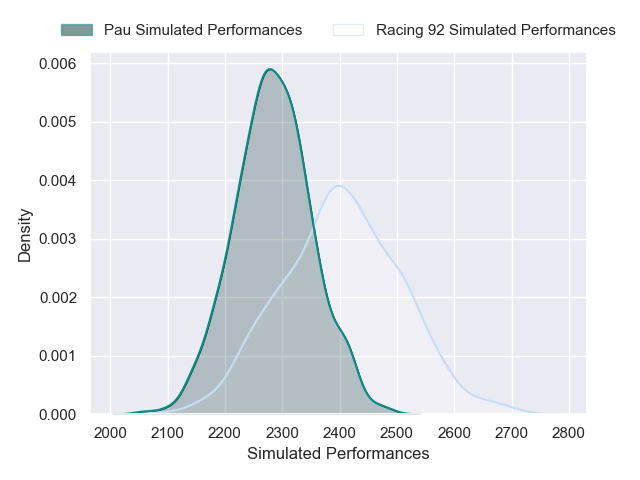 Pau Simulated Performances
Racing 92 Simulated Performances
0.006
0.005
0.004
0.003
0.002
0.001
0.000
Density
2000 2100 2200 2300 2400 2500 2600 2700 2800
Simulated Performances